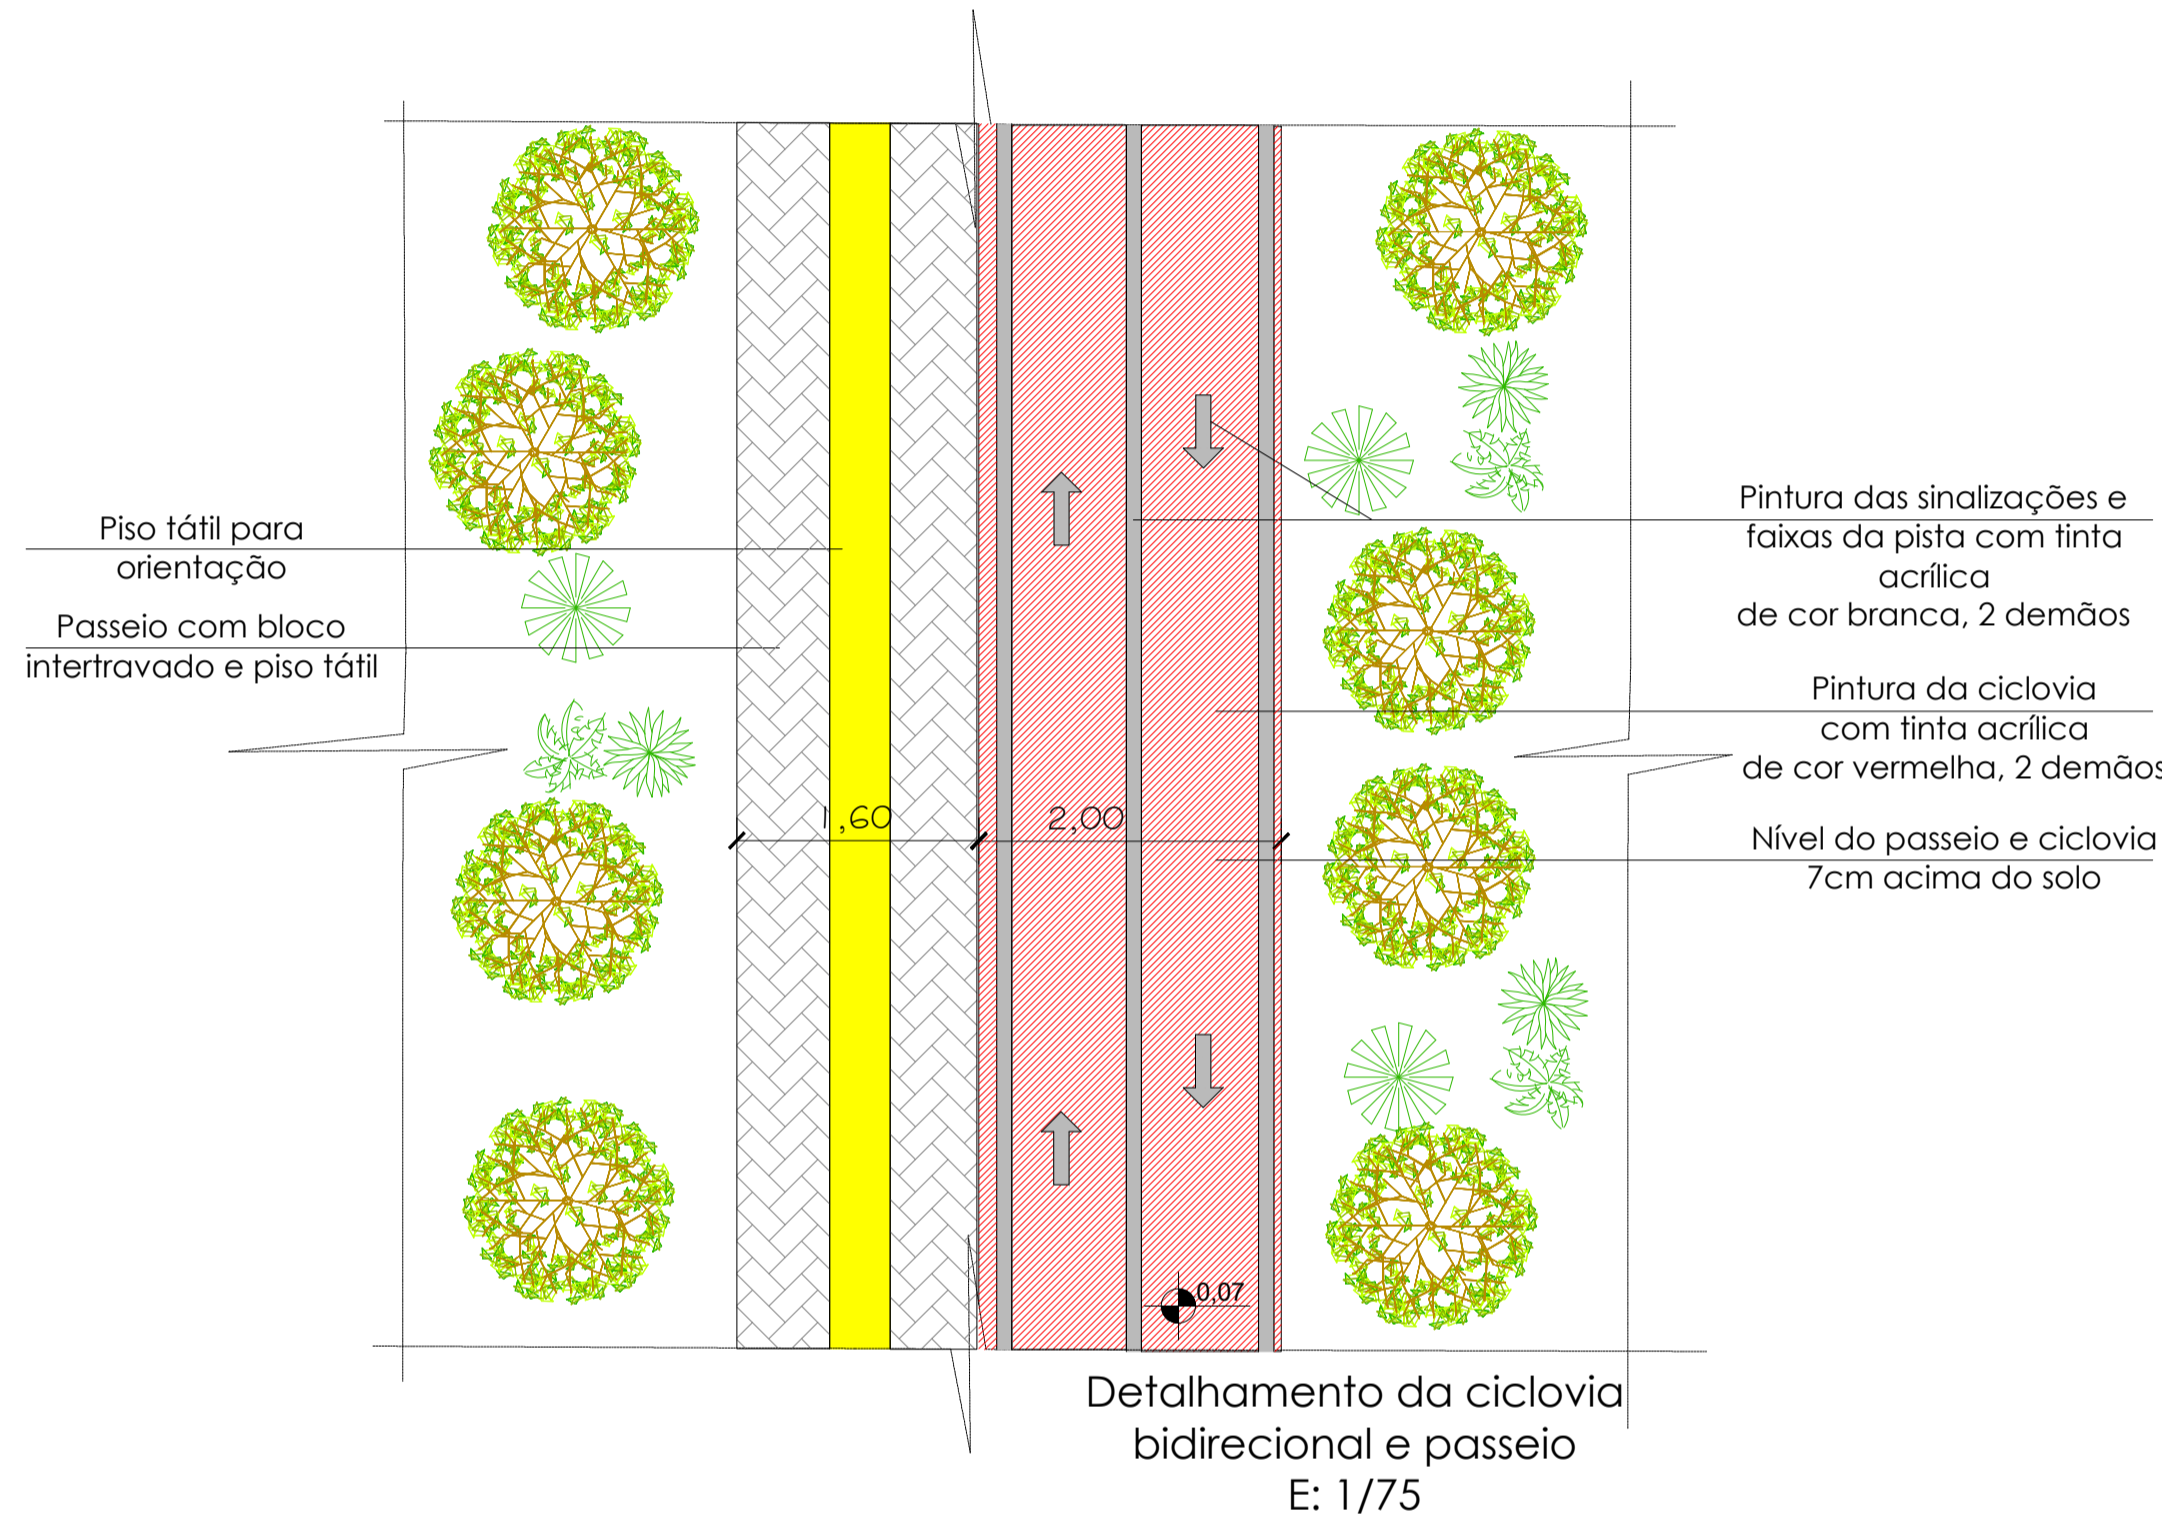 Piso tátil para
orientação
Passeio com bloco
intertravado e piso tátil
1,60
2,00
Pintura das sinalizações e
faixas da pista com tinta
acrílica
de cor branca, 2 demãos
Pintura da ciclovia
com tinta acrílica
de cor vermelha, 2 demãos
Nível do passeio e ciclovia
7cm acima do solo
0,07
Detalhamento da ciclovia
bidirecional e passeio
E: 1/75